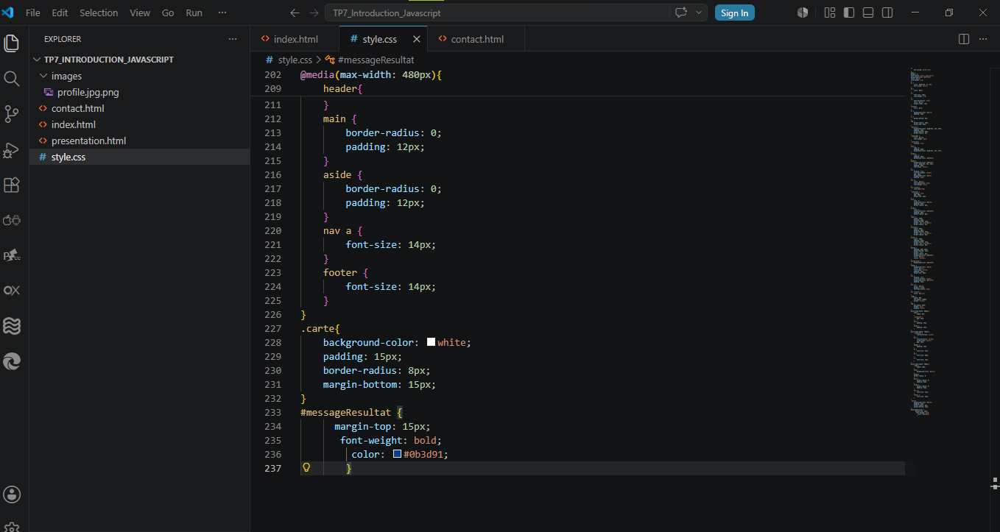 File Edit Selection View Go Run ··· TP7_Introduction_Javascript Sign In
EXPLORER ···
TP7_INTRODUCTION_JAVASCRIPT
images
profile.jpg.png
contact.html
index.html
presentation.html
# style.css
index.html # style.css contact.html ···
# style.css > #messageResultat
202 @media(max-width: 480px){
209     header{
211     }
212     main {
213         border-radius: 0;
214         padding: 12px;
215     }
216     aside {
217         border-radius: 0;
218         padding: 12px;
219     }
220     nav a {
221         font-size: 14px;
222     }
223     footer {
224         font-size: 14px;
225     }
226 }
227 .carte{
228     background-color: white;
229     padding: 15px;
230     border-radius: 8px;
231     margin-bottom: 15px;
232 }
233 #messageResultat {
234       margin-top: 15px;
235        font-weight: bold;
236          color: #0b3d91;
237         }